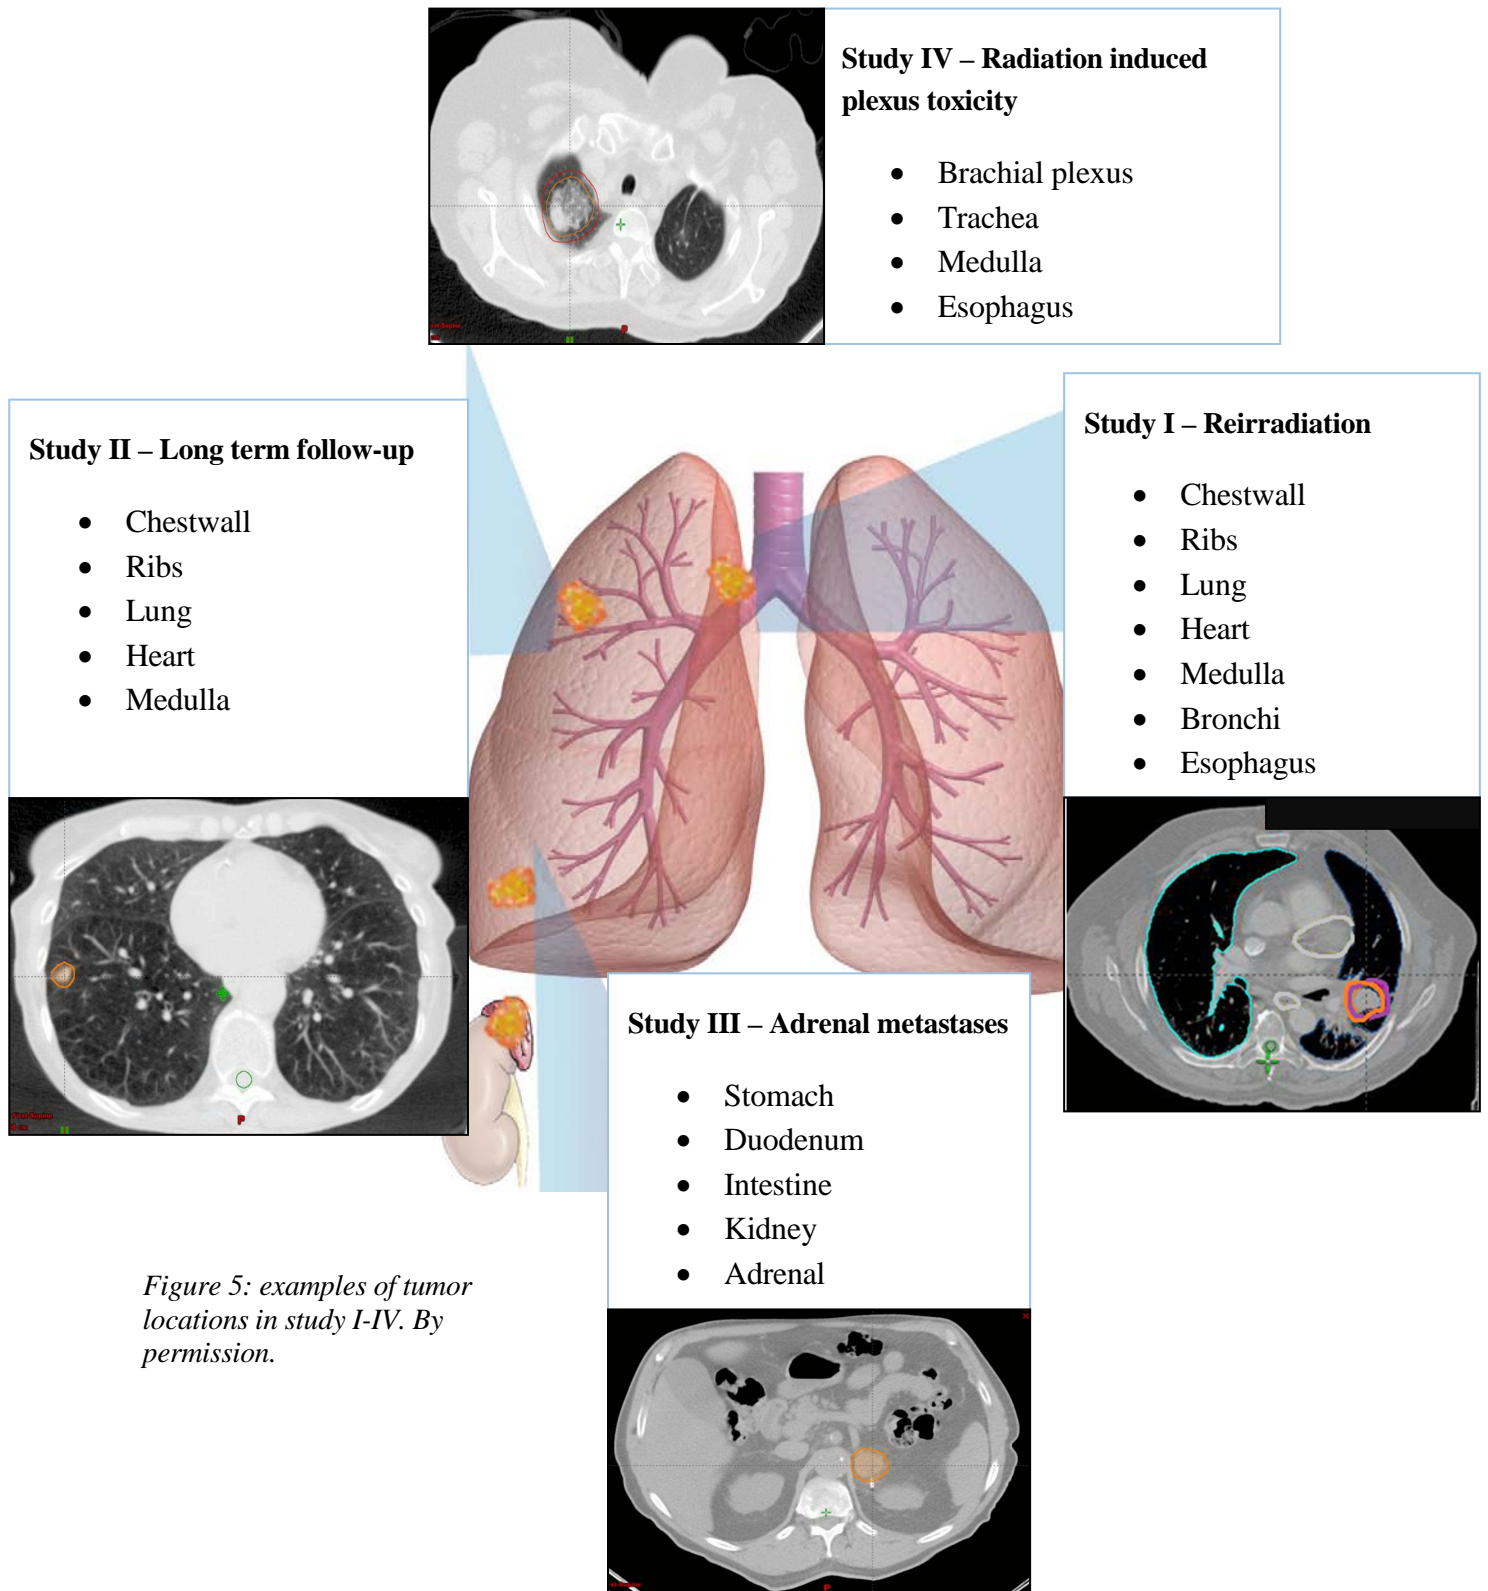 Study IV – Radiation induced
plexus toxicity
• Brachial plexus
• Trachea
• Medulla
• Esophagus
P
Study II – Long term follow-up
• Chestwall
• Ribs
• Lung
• Heart
• Medulla
P
Study I – Reirradiation
• Chestwall
• Ribs
• Lung
• Heart
• Medulla
• Bronchi
• Esophagus
Study III – Adrenal metastases
• Stomach
• Duodenum
• Intestine
• Kidney
• Adrenal
P
Figure 5: examples of tumor
locations in study I-IV. By
permission.